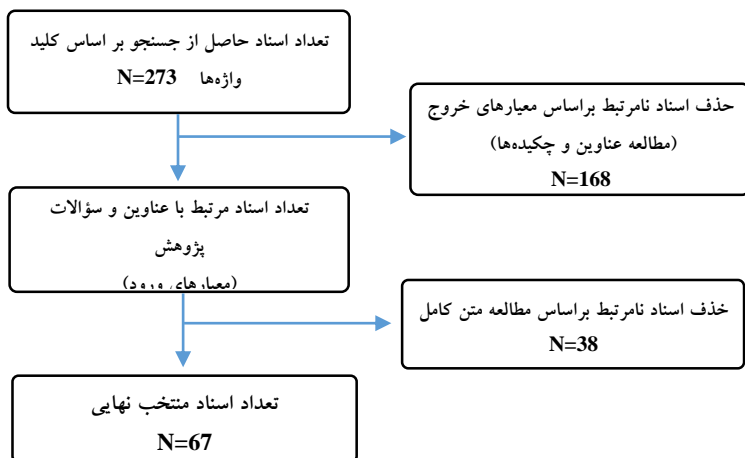 تعداد اسناد حاصل از جسنجو بر اساس کلید
واژه‌ها N=273
حذف اسناد نامرتبط براساس معیارهای خروج
(مطالعه عناوین و چکیده‌ها)
N=168
تعداد اسناد مرتبط با عناوین و سؤالات
پژوهش
(معیارهای ورود)
خذف اسناد نامرتبط براساس مطالعه متن کامل
N=38
تعداد اسناد منتخب نهایی
N=67